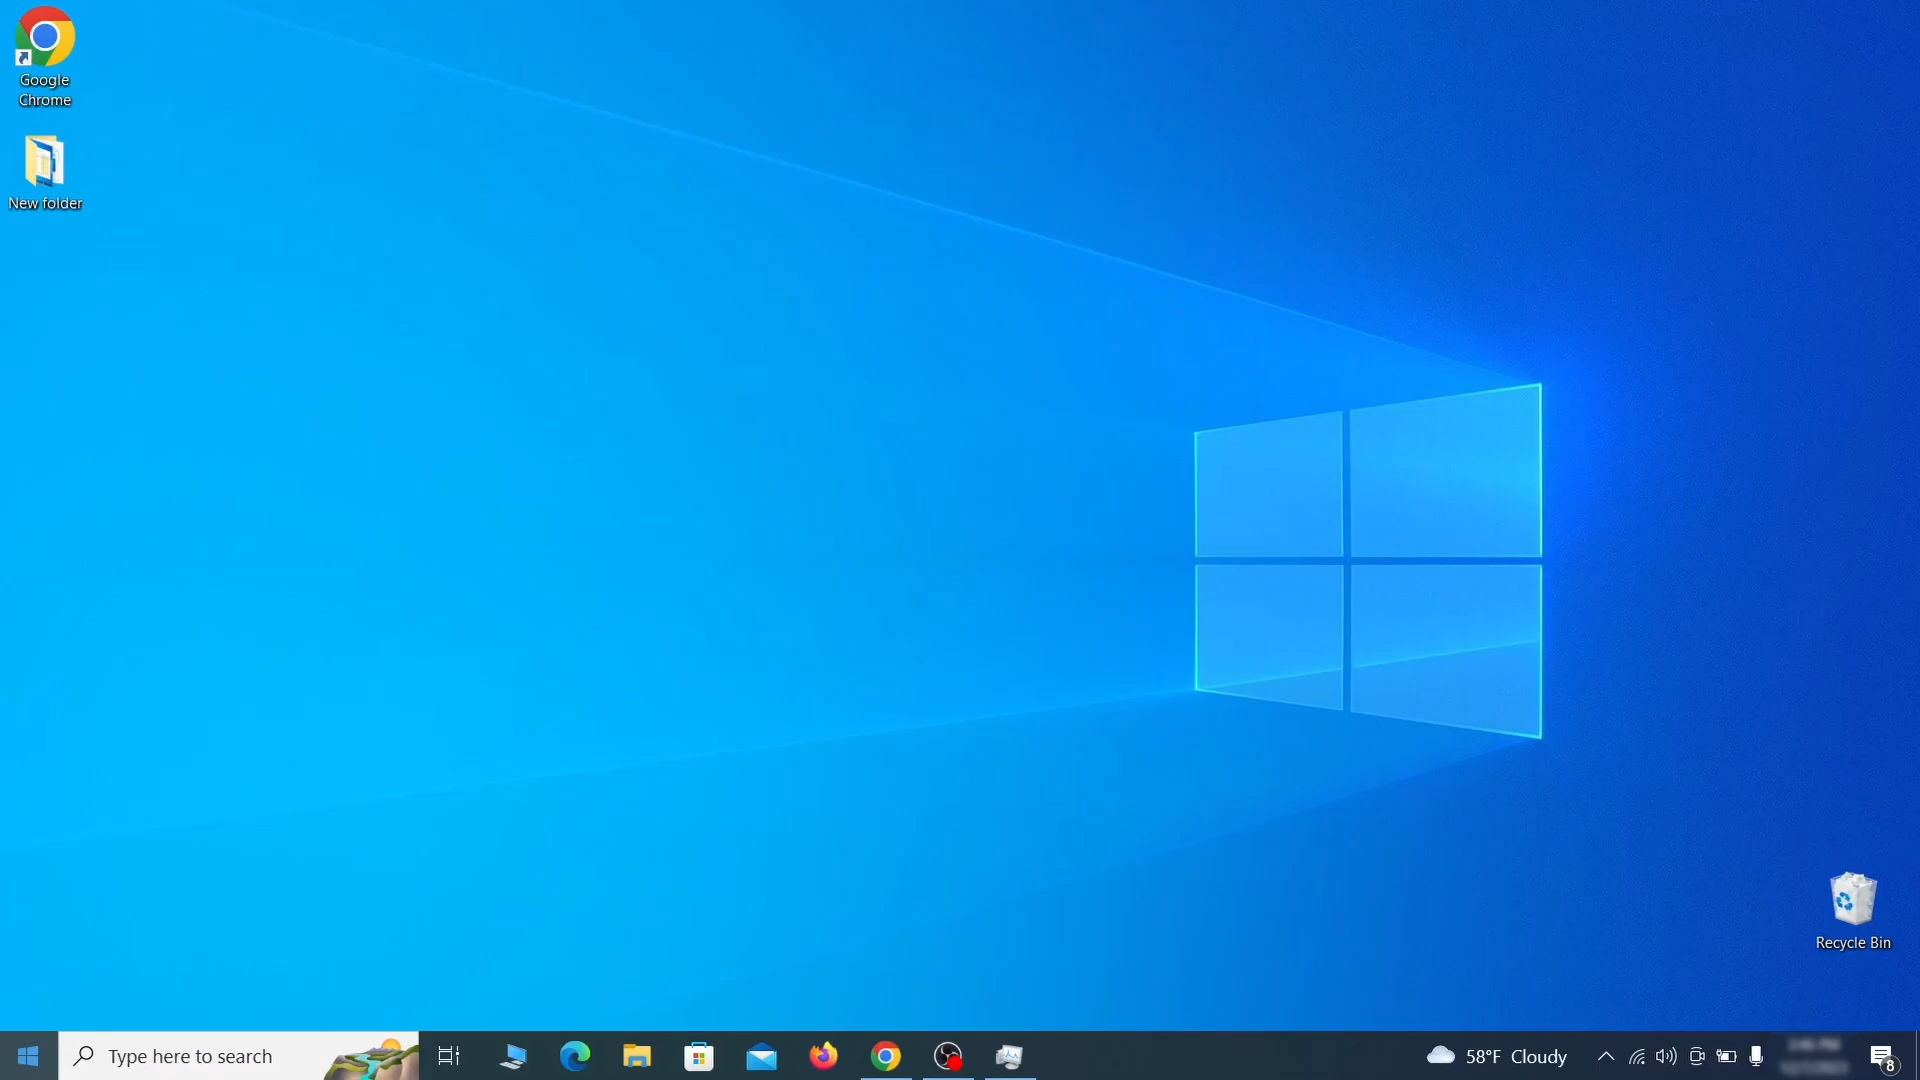 Google
Chrome
New folder
Recycle Bin
Type here to search
58°F Cloudy
8